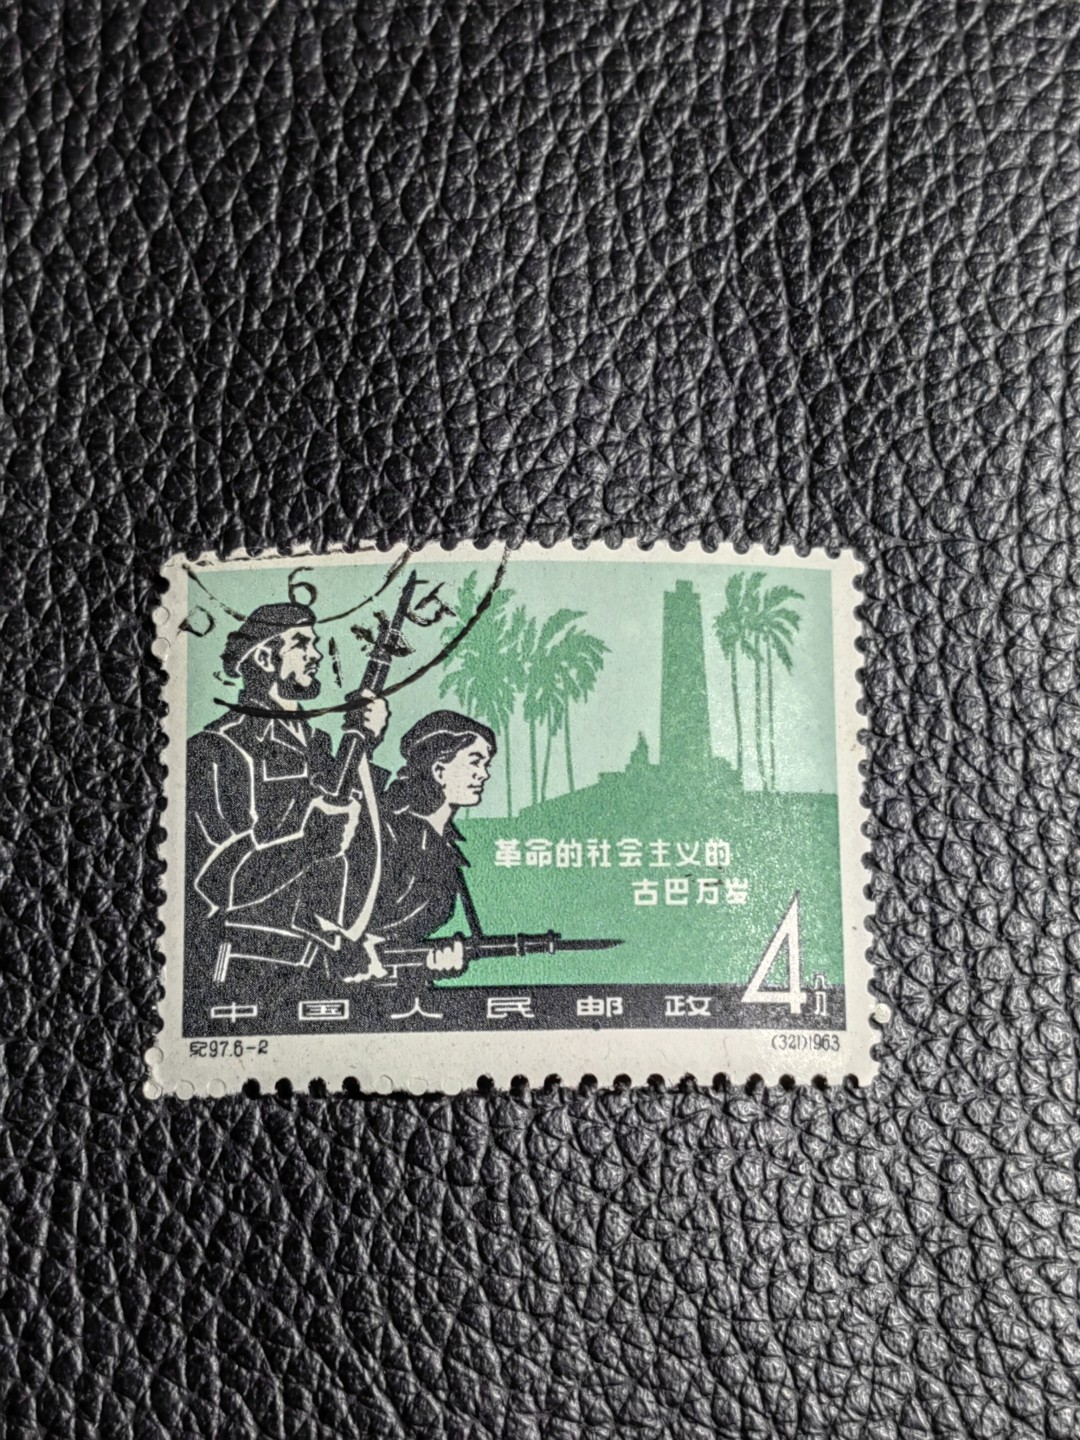 革命的社会主义的
古巴万岁
4分
中国人民邮政
纪97.6-2
(321)1963